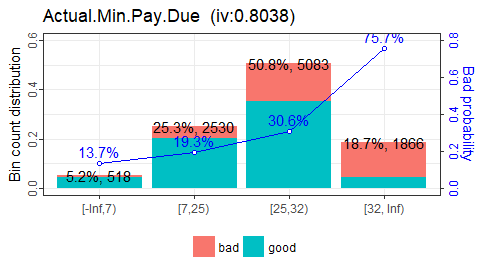 Actual.Min.Pay.Due (iv:0.8038)
Bin count distribution
0.0
0.2
0.4
0.6
Bad probability
0.0
0.2
0.4
0.6
0.8
13.7%
19.3%
30.6%
75.7%
5.2%, 518
25.3%, 2530
50.8%, 5083
18.7%, 1866
[-Inf,7)
[7,25)
[25,32)
[32, Inf)
bad
good